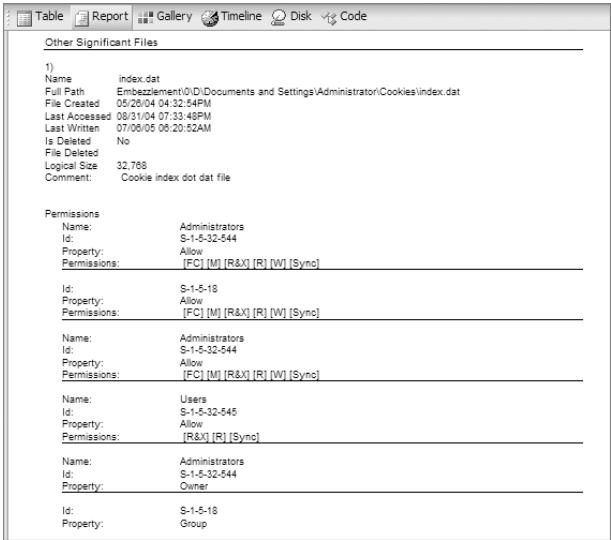 Table Report Gallery Timeline Disk Code
Other Significant Files
1)
Name index.dat
Full Path Embezzlement\0\D\Documents and Settings\Administrator\Cookies\index.dat
File Created 05/26/04 04:32:54PM
Last Accessed 08/31/04 07:33:48PM
Last Written 07/06/05 06:20:52AM
Is Deleted No
File Deleted
Logical Size 32,768
Comment: Cookie index dot dat file
Permissions
Name: Administrators
Id: S-1-5-32-544
Property: Allow
Permissions: [FC] [M] [R&X] [R] [W] [Sync]
Id: S-1-5-18
Property: Allow
Permissions: [FC] [M] [R&X] [R] [W] [Sync]
Name: Administrators
Id: S-1-5-32-544
Property: Allow
Permissions: [FC] [M] [R&X] [R] [W] [Sync]
Name: Users
Id: S-1-5-32-545
Property: Allow
Permissions: [R&X] [R] [Sync]
Name: Administrators
Id: S-1-5-32-544
Property: Owner
Id: S-1-5-18
Property: Group